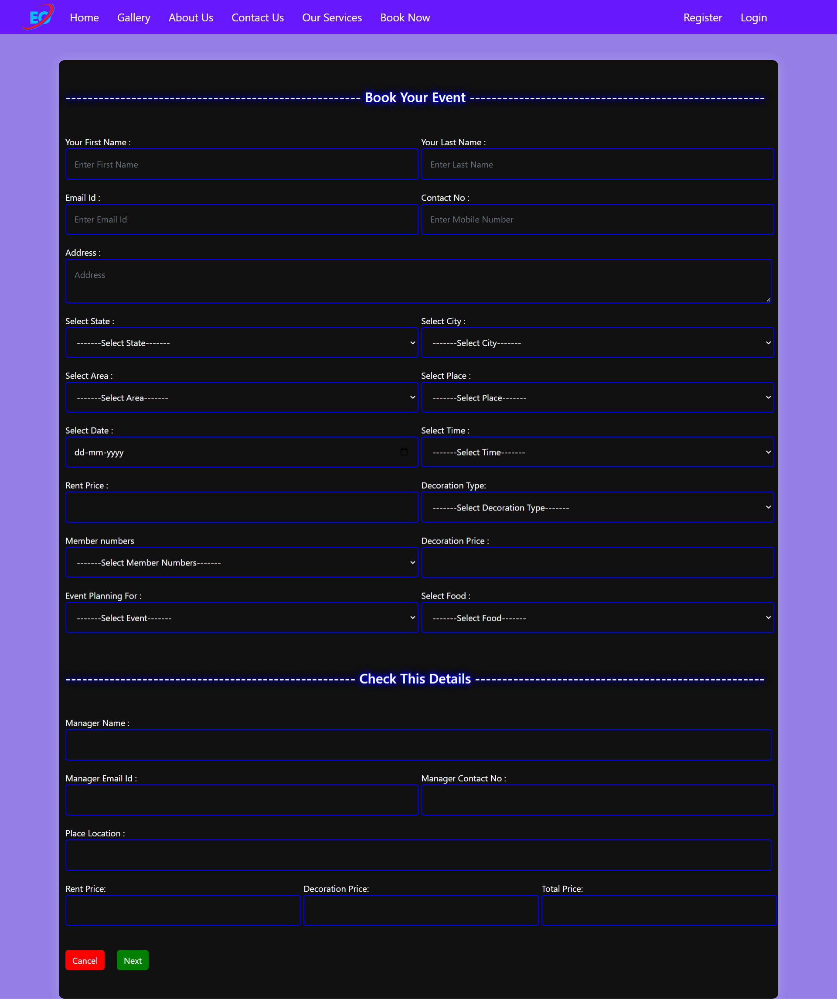 EO Home Gallery About Us Contact Us Our Services Book Now Register Login
------------------------------------------------------ Book Your Event ------------------------------------------------------
Your First Name : Your Last Name :
Enter First Name Enter Last Name
Email Id : Contact No :
Enter Email Id Enter Mobile Number
Address :
Address
Select State : Select City :
-------Select State------- -------Select City-------
Select Area : Select Place :
-------Select Area------- -------Select Place-------
Select Date : Select Time :
dd-mm-yyyy -------Select Time-------
Rent Price : Decoration Type:
-------Select Decoration Type-------
Member numbers Decoration Price :
-------Select Member Numbers-------
Event Planning For : Select Food :
-------Select Event------- -------Select Food-------
----------------------------------------------------- Check This Details -----------------------------------------------------
Manager Name :
Manager Email Id : Manager Contact No :
Place Location :
Rent Price: Decoration Price: Total Price:
Cancel Next